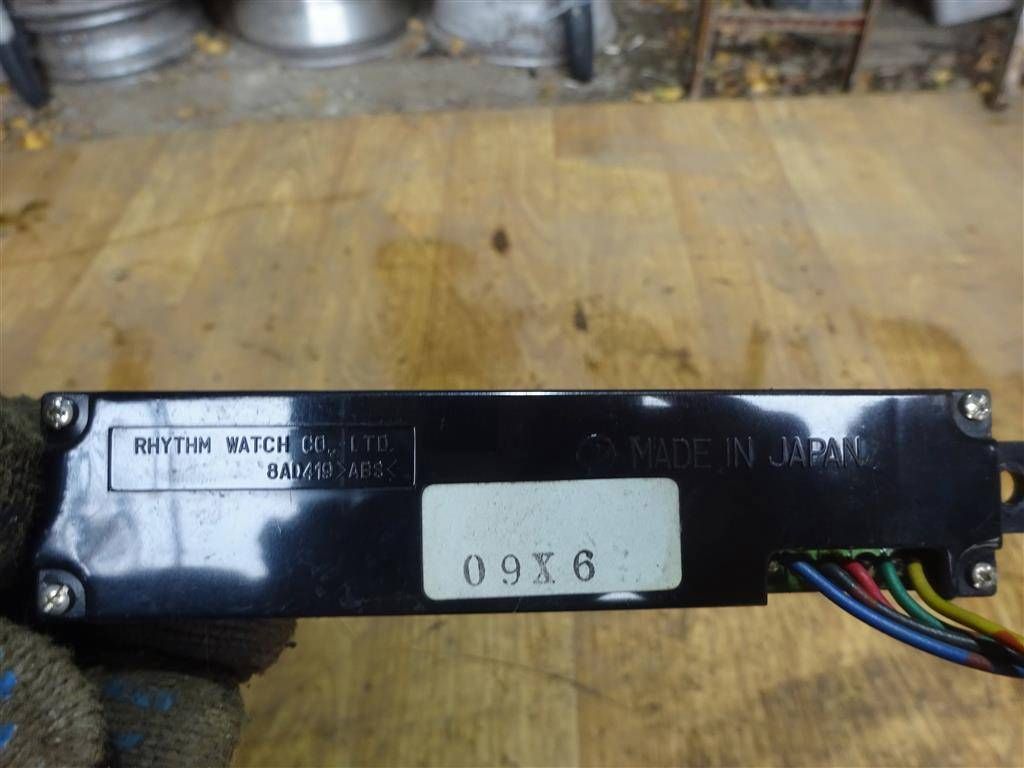 RHYTHM WATCH CO., LTD.
8AD419 >ABS<
MADE IN JAPAN
09X6